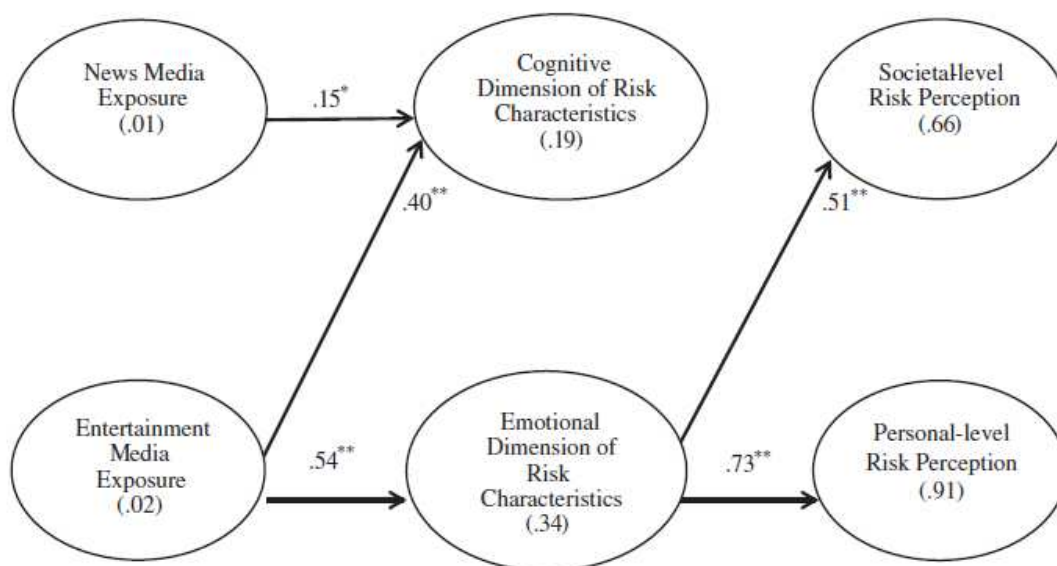 News Media
Exposure
(.01)
.15*
Cognitive
Dimension of Risk
Characteristics
(.19)
Societal-level
Risk Perception
(.66)
.40**
.51**
Entertainment
Media
Exposure
(.02)
.54**
Emotional
Dimension of
Risk
Characteristics
(.34)
.73**
Personal-level
Risk Perception
(.91)